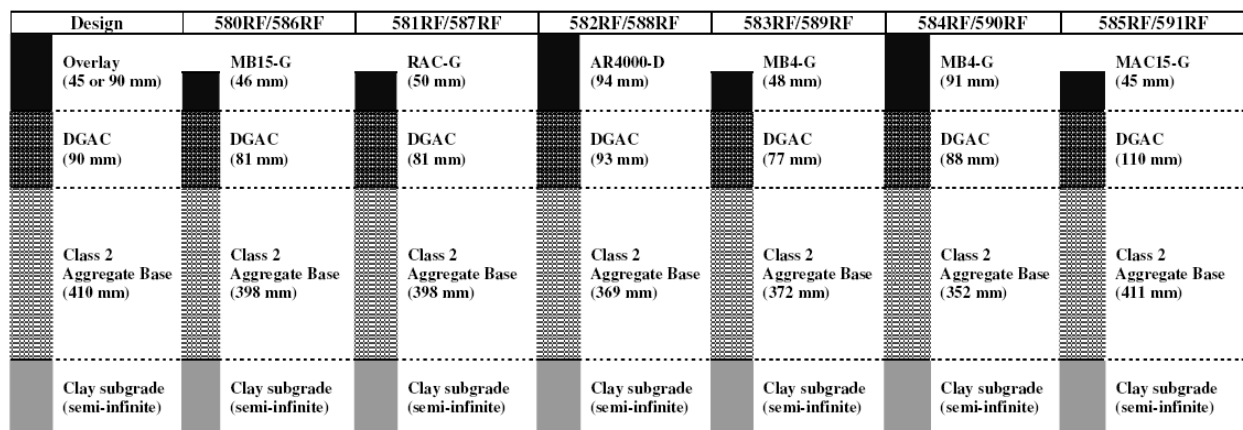 Design 580RF/586RF 581RF/587RF 582RF/588RF 583RF/589RF 584RF/590RF 585RF/591RF
Overlay MB15-G RAC-G AR4000-D MB4-G MB4-G MAC15-G
(45 or 90 mm) (46 mm) (50 mm) (94 mm) (48 mm) (91 mm) (45 mm)
DGAC DGAC DGAC DGAC DGAC DGAC DGAC
(90 mm) (81 mm) (81 mm) (93 mm) (77 mm) (88 mm) (110 mm)
Class 2 Class 2 Class 2 Class 2 Class 2 Class 2 Class 2
Aggregate Base Aggregate Base Aggregate Base Aggregate Base Aggregate Base Aggregate Base Aggregate Base
(410 mm) (398 mm) (398 mm) (369 mm) (372 mm) (352 mm) (411 mm)
Clay subgrade Clay subgrade Clay subgrade Clay subgrade Clay subgrade Clay subgrade Clay subgrade
(semi-infinite) (semi-infinite) (semi-infinite) (semi-infinite) (semi-infinite) (semi-infinite) (semi-infinite)